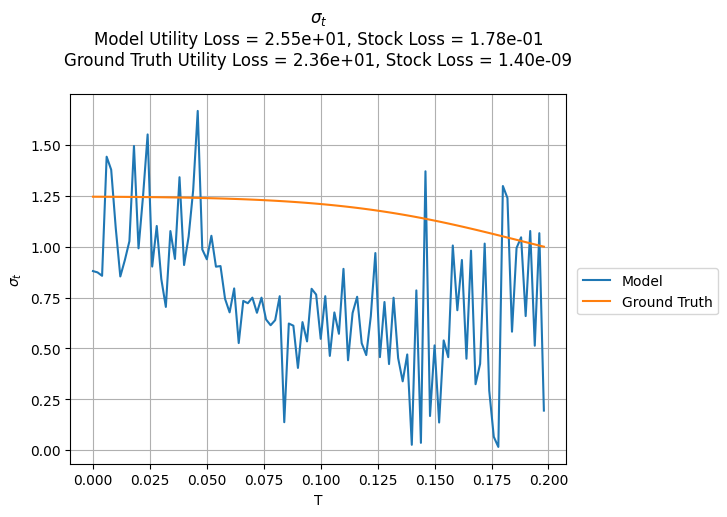 σt
Model Utility Loss = 2.55e+01, Stock Loss = 1.78e-01
Ground Truth Utility Loss = 2.36e+01, Stock Loss = 1.40e-09
1.50
1.25
1.00
0.75
0.50
0.25
0.00
σt
0.000 0.025 0.050 0.075 0.100 0.125 0.150 0.175 0.200
T
Model
Ground Truth